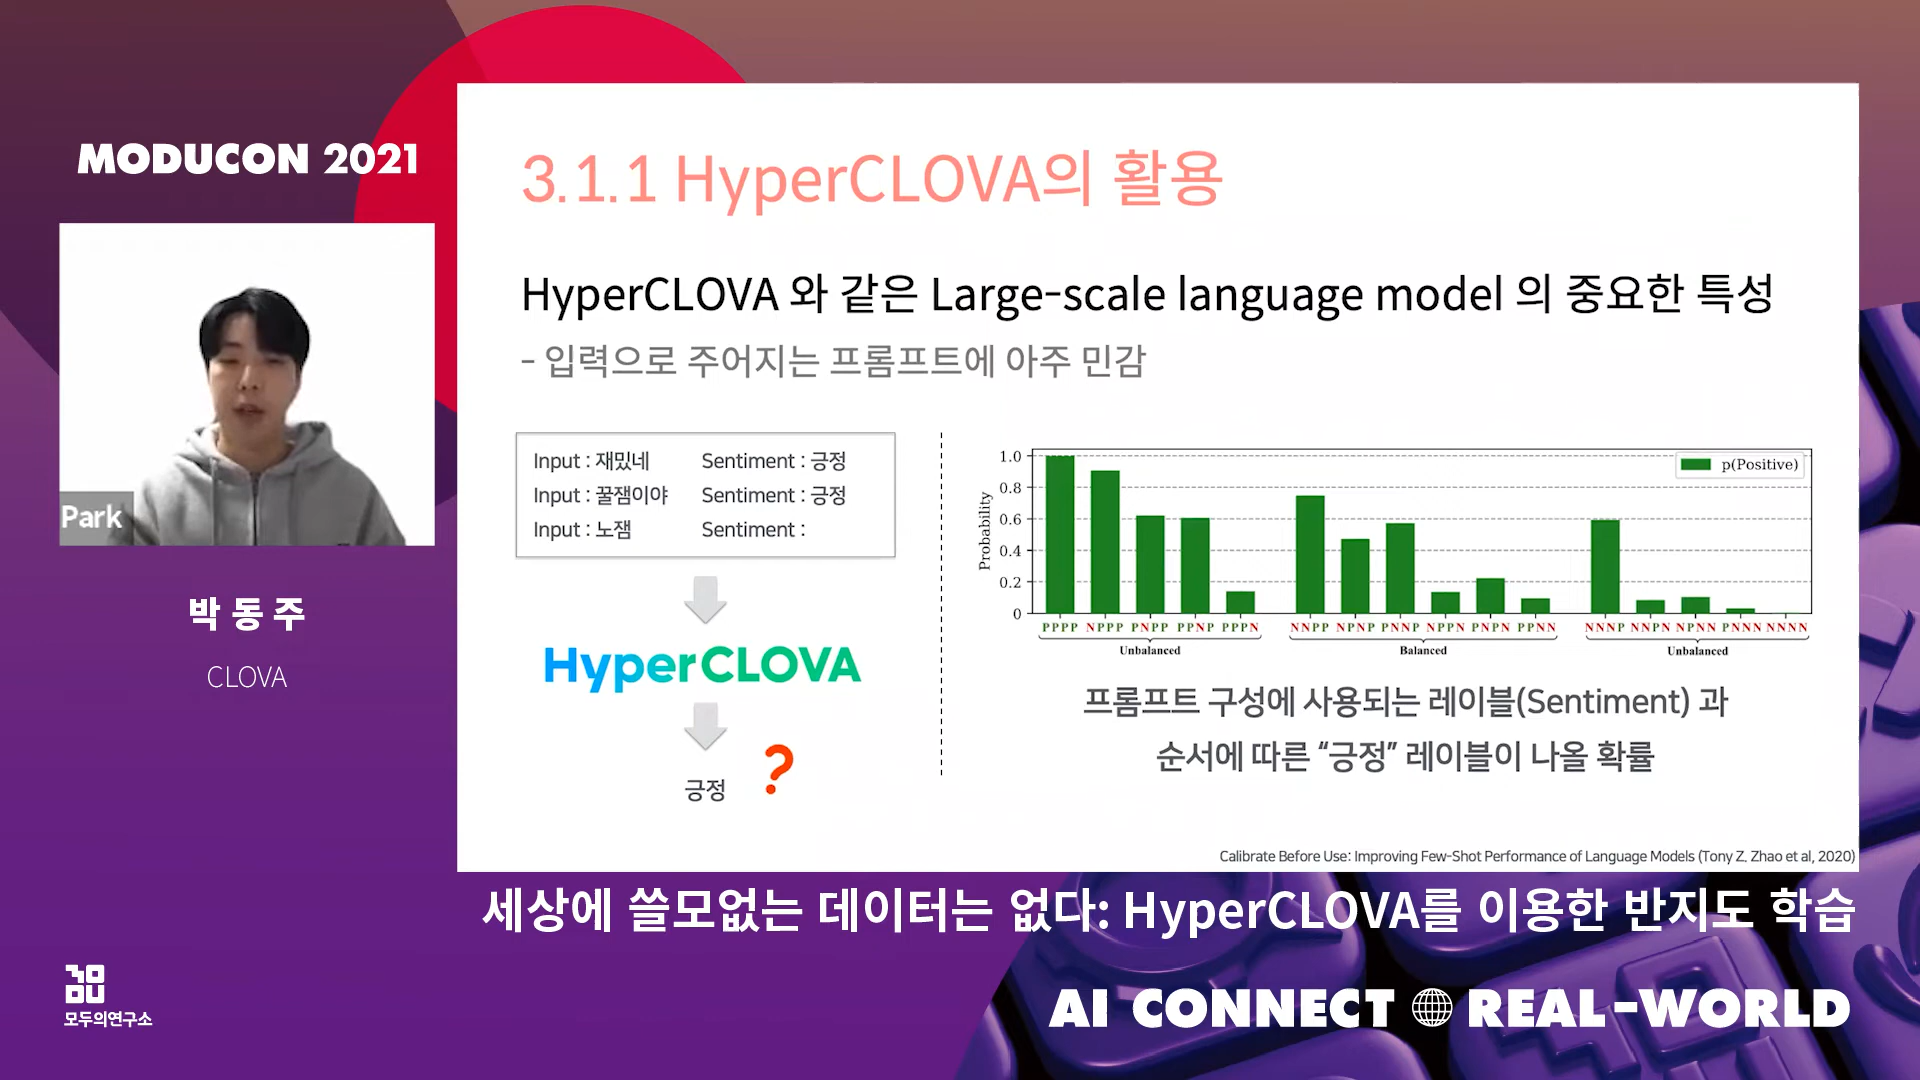 MODUCON 2021
Park
박동주
CLOVA
모두의연구소
3.1.1 HyperCLOVA의 활용
HyperCLOVA 와 같은 Large-scale language model 의 중요한 특성
- 입력으로 주어지는 프롬프트에 아주 민감
Input : 재밌네 Sentiment : 긍정
Input : 꿀잼이야 Sentiment : 긍정
Input : 노잼 Sentiment :
HyperCLOVA
긍정 ?
Probability
1.0
0.8
0.6
0.4
0.2
0
p(Positive)
PPPP NPPP PNPP PPNP PPPN NNPP NPNP PNNP NPPN PNPN PPNN NNNP NNPN NPNN PNNN NNNN
Unbalanced Balanced Unbalanced
프롬프트 구성에 사용되는 레이블(Sentiment) 과
순서에 따른 “긍정” 레이블이 나올 확률
Calibrate Before Use: Improving Few-Shot Performance of Language Models (Tony Z. Zhao et al, 2020)
세상에 쓸모없는 데이터는 없다: HyperCLOVA를 이용한 반지도 학습
AI CONNECT REAL-WORLD